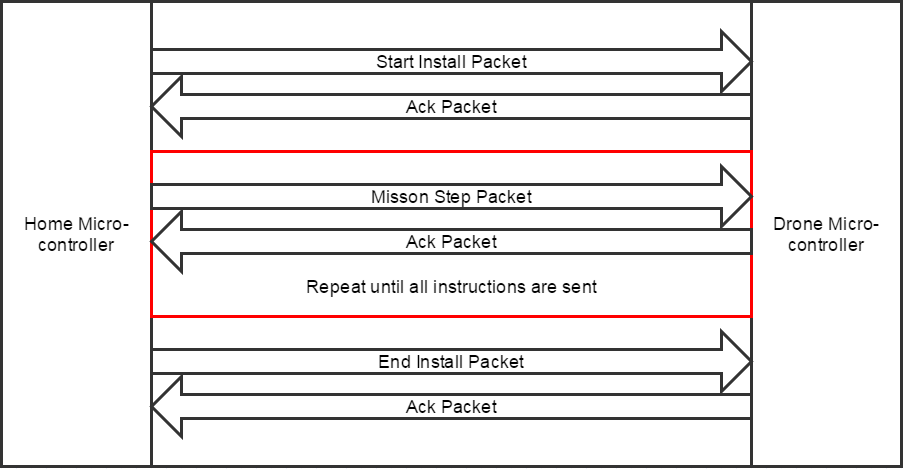 Start Install Packet
Ack Packet
Misson Step Packet
Home Micro-
controller
Drone Micro-
controller
Ack Packet
Repeat until all instructions are sent
End Install Packet
Ack Packet